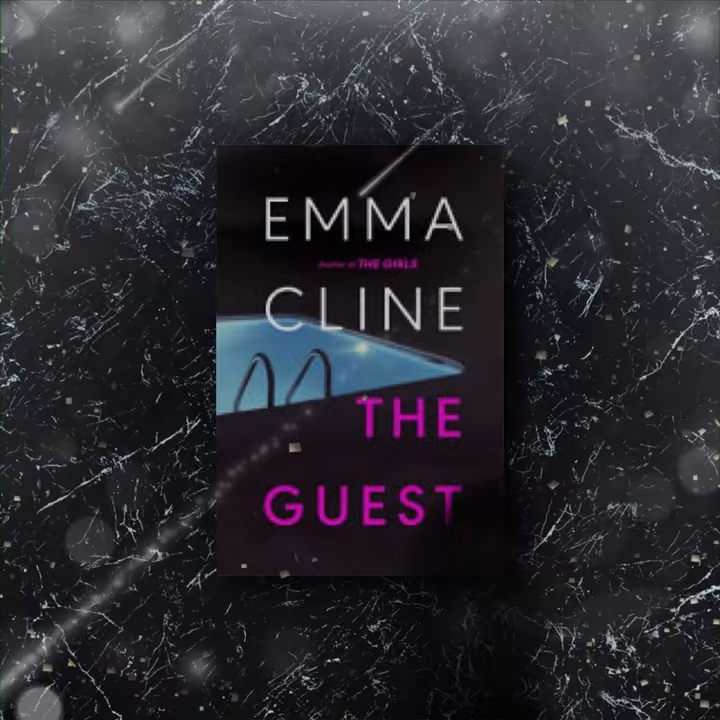 EMMA
Author of THE GIRLS
CLINE
THE
GUEST